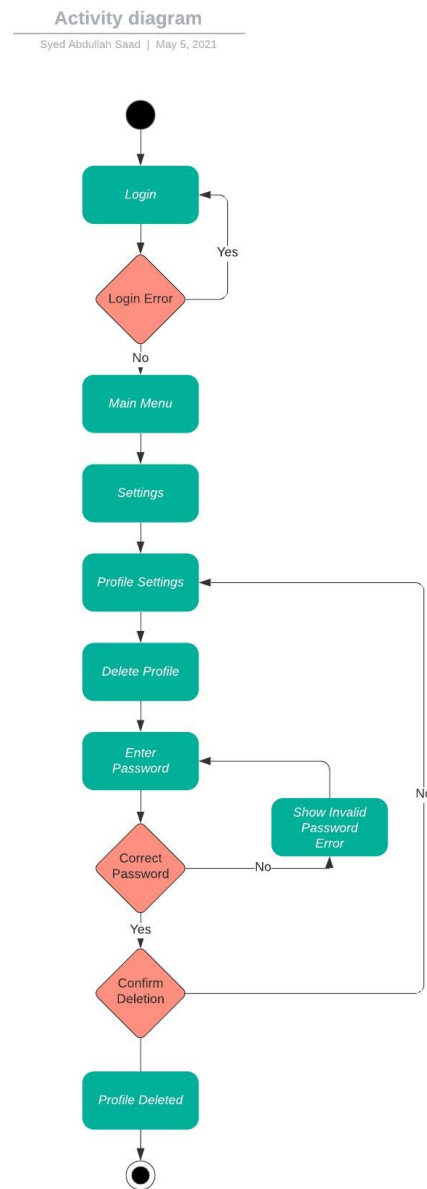 Activity diagram
Syed Abdullah Saad | May 5, 2021
Login
Yes
Login Error
No
Main Menu
Settings
Profile Settings
Delete Profile
Enter
Password
No
Show Invalid
Password
Error
Correct
Password
No
Yes
Confirm
Deletion
Profile Deleted